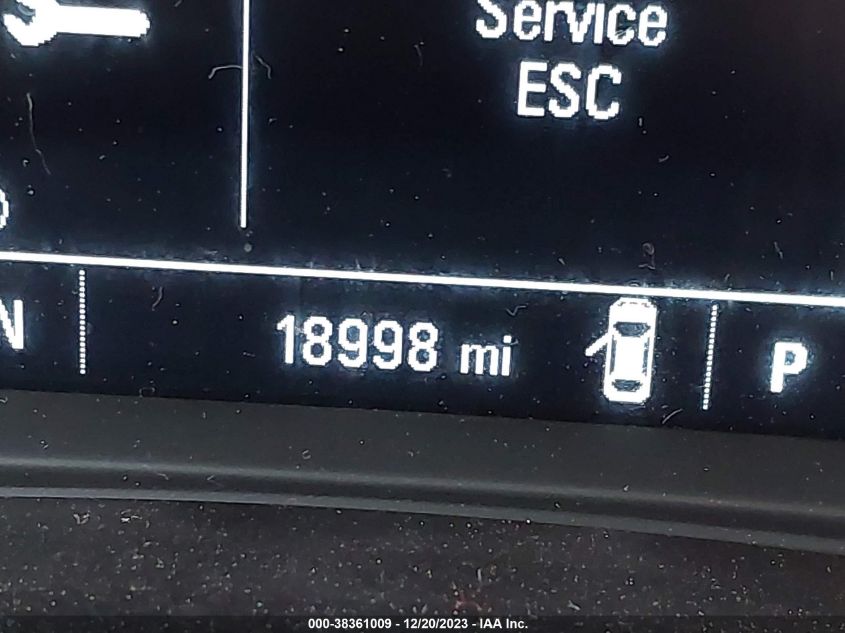 Service
ESC
N
18998 mi
P
000-38361009 - 12/20/2023 - IAA Inc.